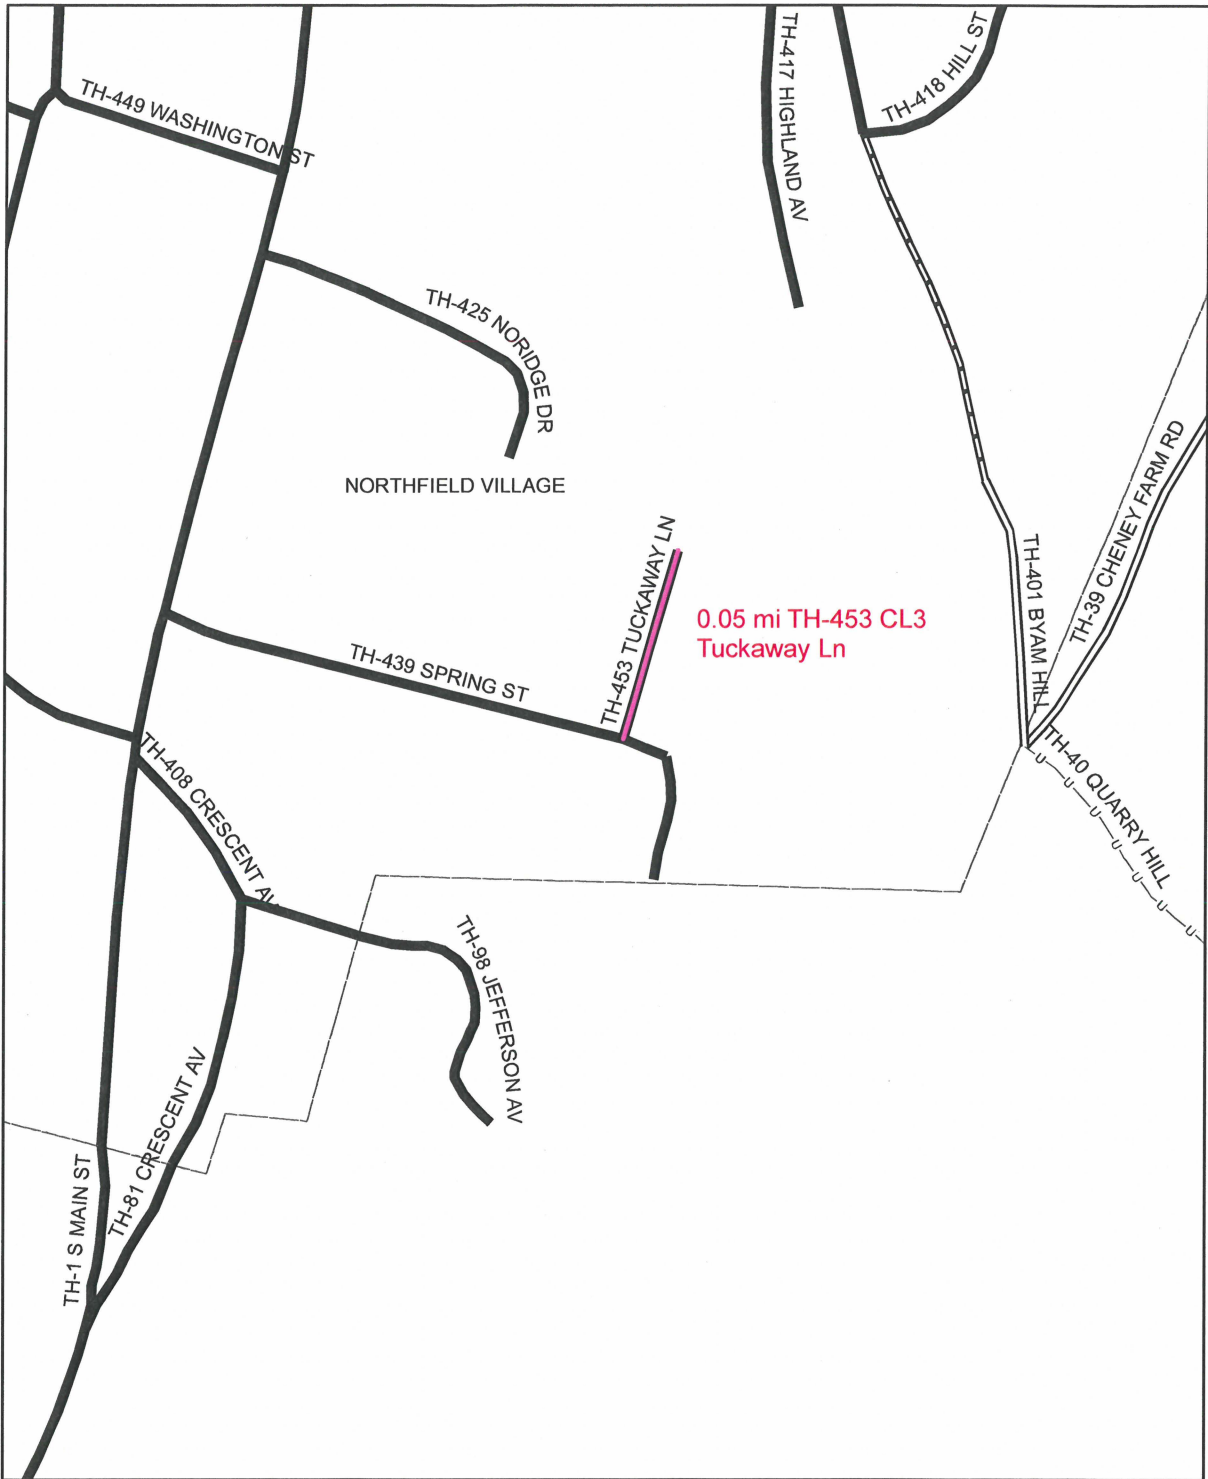 TH-417 HIGHLAND AV
TH-418 HILL ST
TH-449 WASHINGTON ST
TH-425 NORIDGE DR
NORTHFIELD VILLAGE
TH-453 TUCKAWAY LN
0.05 mi TH-453 CL3
Tuckaway Ln
TH-401 BYAM HILL
TH-39 CHENEY FARM RD
TH-439 SPRING ST
TH-408 CRESCENT AV
TH-40 QUARRY HILL
U
U
U
U
U
U
U
TH-98 JEFFERSON AV
TH-81 CRESCENT AV
TH-1 S MAIN ST